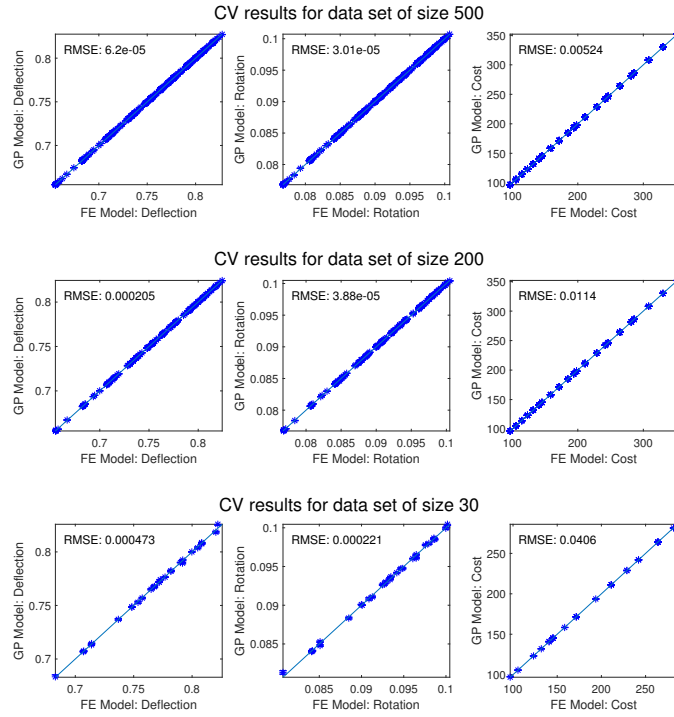 CV results for data set of size 500
GP Model: Deflection
0.8
0.75
0.7
RMSE: 6.2e-05
0.7 0.75 0.8
FE Model: Deflection
GP Model: Rotation
0.1
0.095
0.09
0.085
0.08
RMSE: 3.01e-05
0.08 0.085 0.09 0.095 0.1
FE Model: Rotation
GP Model: Cost
350
300
250
200
150
100
RMSE: 0.00524
100 200 300
FE Model: Cost
CV results for data set of size 200
GP Model: Deflection
0.8
0.75
0.7
RMSE: 0.000205
0.7 0.75 0.8
FE Model: Deflection
GP Model: Rotation
0.1
0.095
0.09
0.085
0.08
RMSE: 3.88e-05
0.08 0.085 0.09 0.095 0.1
FE Model: Rotation
GP Model: Cost
350
300
250
200
150
100
RMSE: 0.0114
100 200 300
FE Model: Cost
CV results for data set of size 30
GP Model: Deflection
0.8
0.75
0.7
RMSE: 0.000473
0.7 0.75 0.8
FE Model: Deflection
GP Model: Rotation
0.1
0.095
0.09
0.085
RMSE: 0.000221
0.085 0.09 0.095 0.1
FE Model: Rotation
GP Model: Cost
250
200
150
100
RMSE: 0.0406
100 150 200 250
FE Model: Cost